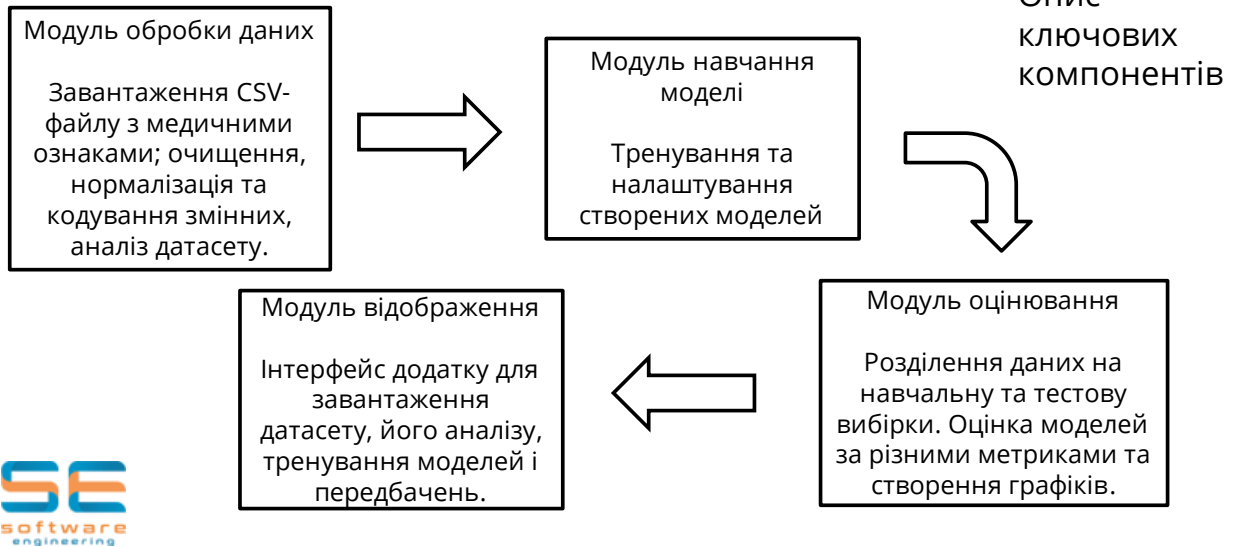 Опис
ключових
компонентів
Модуль обробки даних
Завантаження CSV-
файлу з медичними
ознаками; очищення,
нормалізація та
кодування змінних,
аналіз датасету.
Модуль навчання
моделі
Тренування та
налаштування
створених моделей
Модуль оцінювання
Розділення даних на
навчальну та тестову
вибірки. Оцінка моделей
за різними метриками та
створення графіків.
Модуль відображення
Інтерфейс додатку для
завантаження
датасету, його аналізу,
тренування моделей і
передбачень.
SE
software
engineering